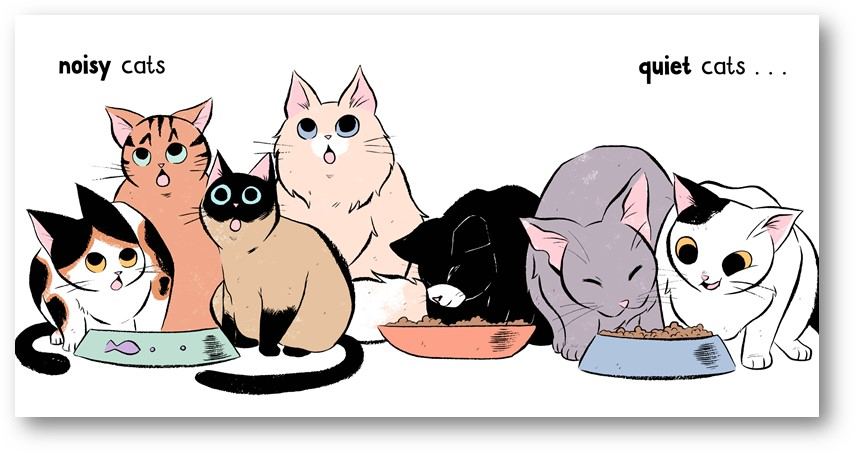 noisy cats
quiet cats . . .